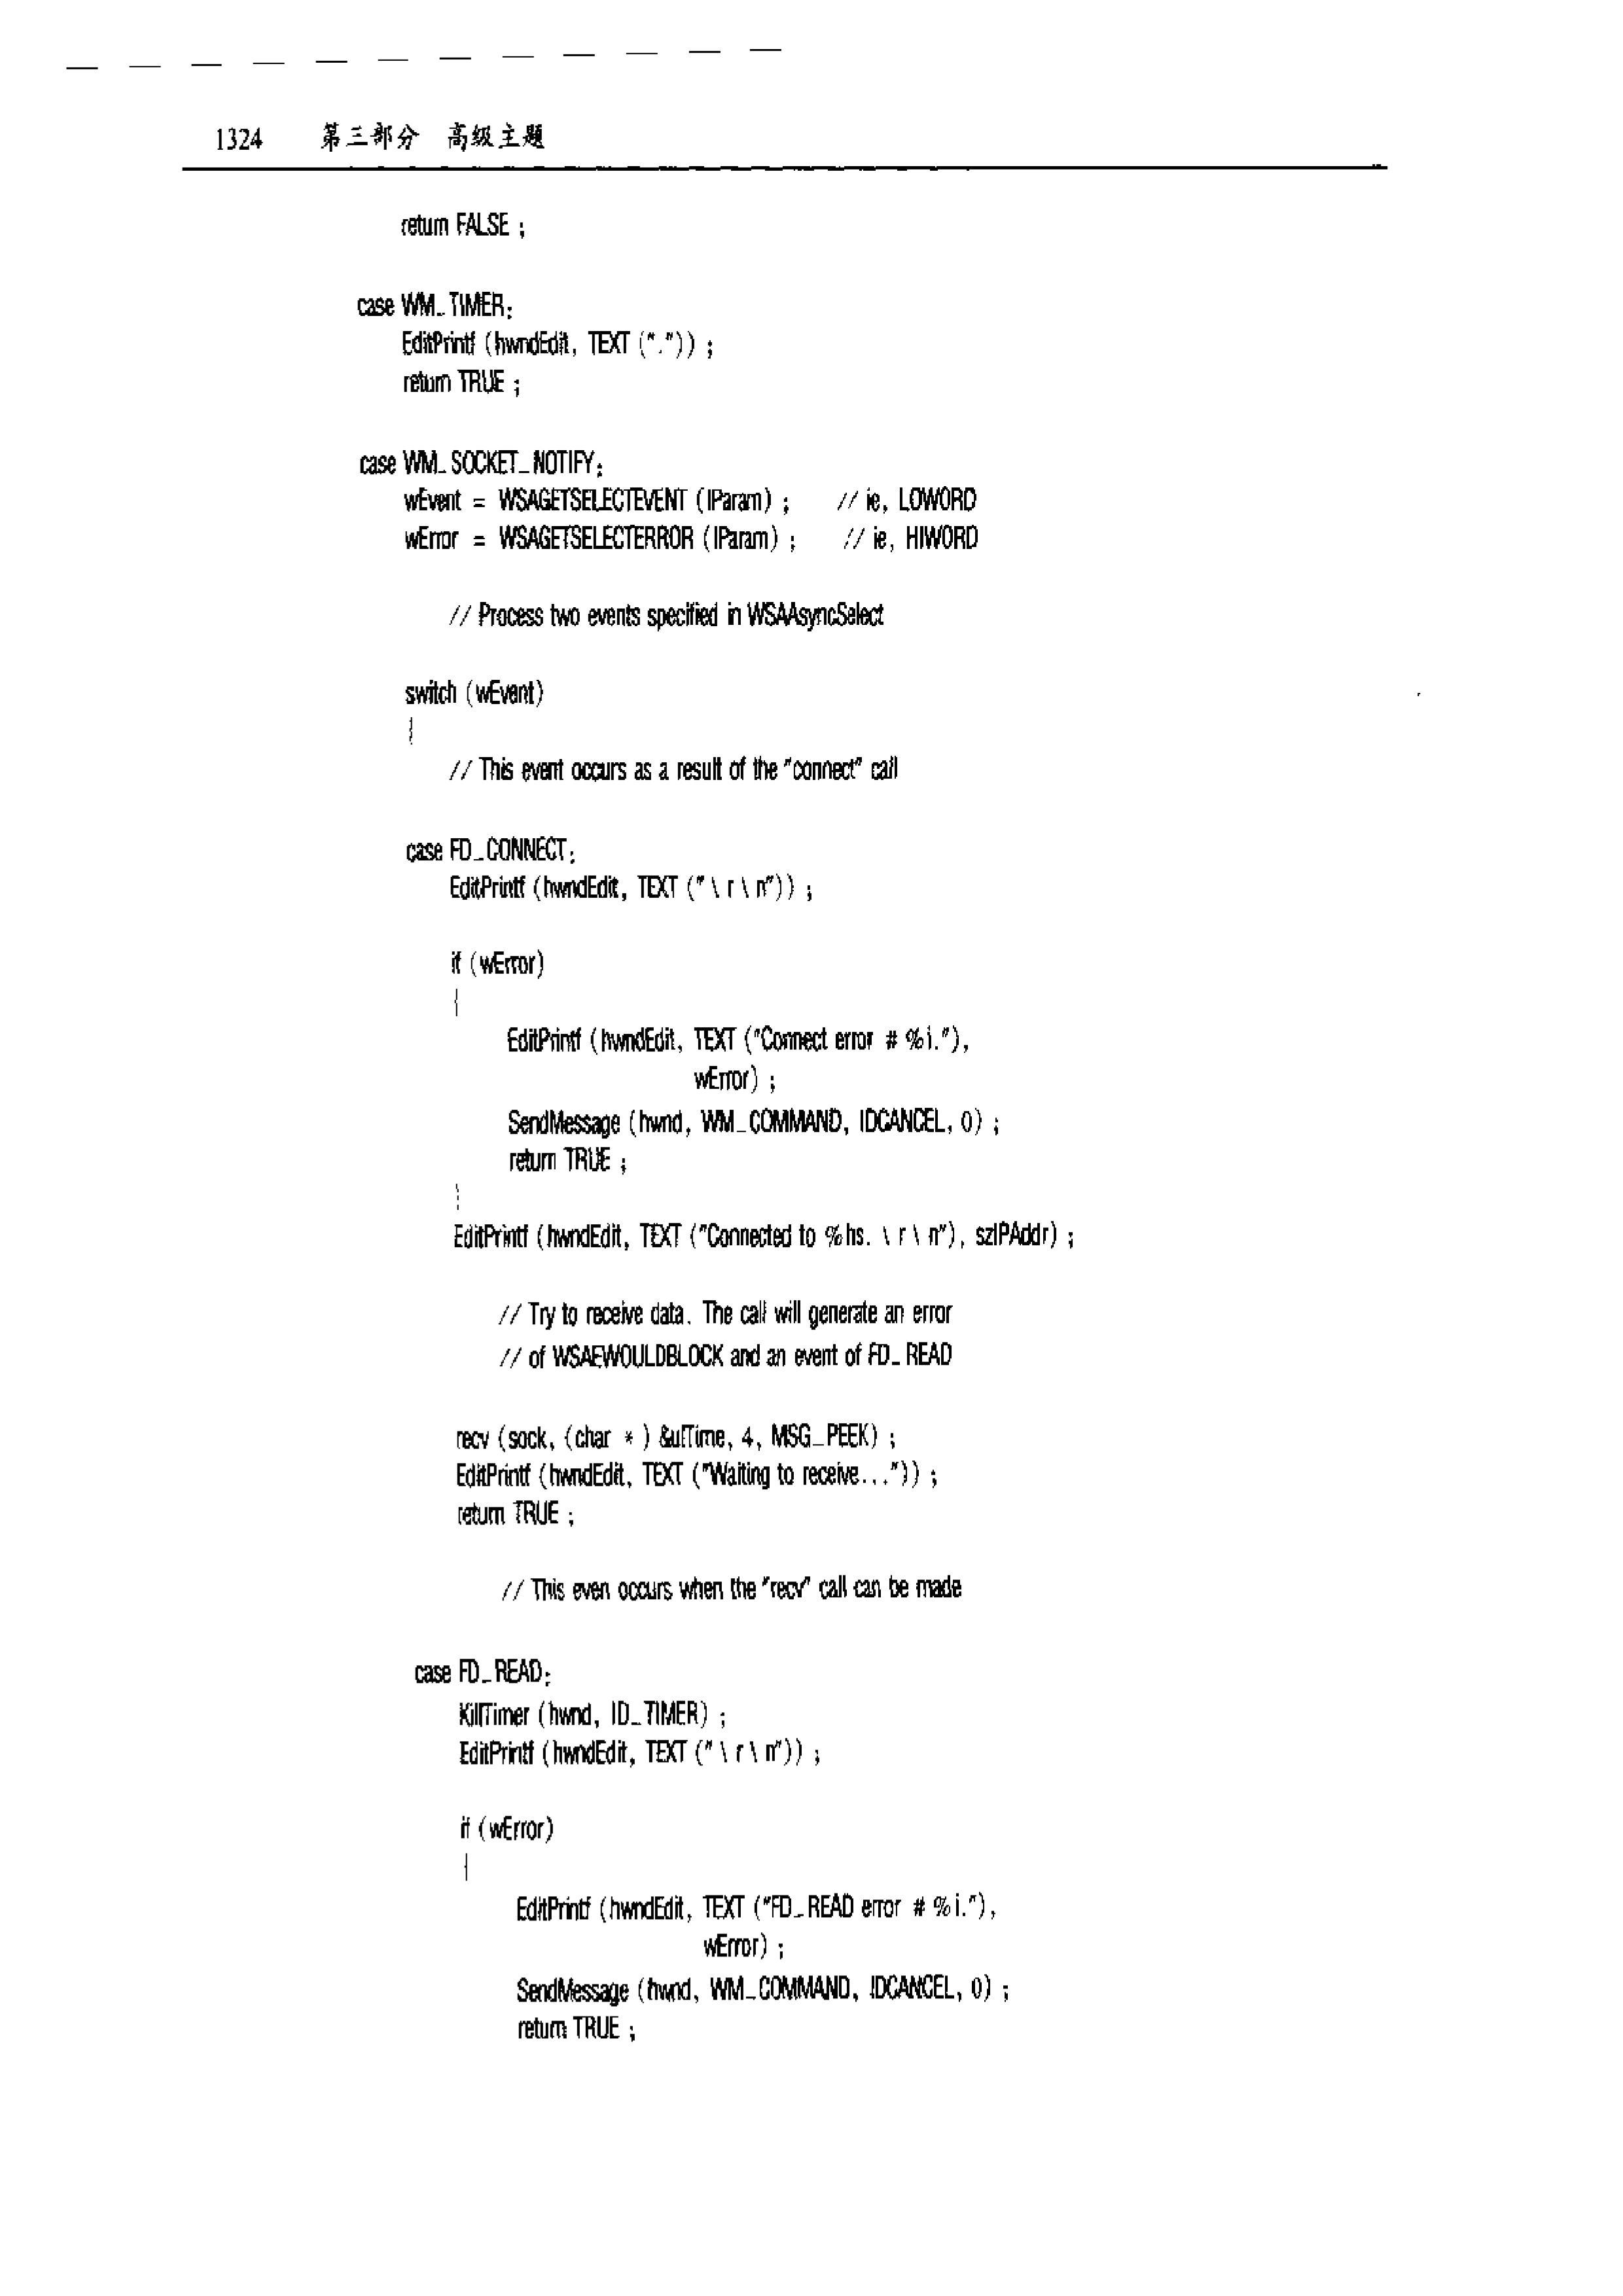 1324 第三部分 高级主题
return FALSE ;
case WM_TIMER:
EditPrintf (hwndEdit, TEXT (".")) ;
return TRUE ;
case WM_SOCKET_NOTIFY:
wEvent = WSAGETSELECTEVENT (lParam) ; // ie, LOWORD
wError = WSAGETSELECTERROR (lParam) ; // ie, HIWORD
// Process two events specified in WSAAsyncSelect
switch (wEvent)
{
// This event occurs as a result of the "connect" call
case FD_CONNECT:
EditPrintf (hwndEdit, TEXT ("\r\n")) ;
if (wError)
{
EditPrintf (hwndEdit, TEXT ("Connect error #%i."),
wError) ;
SendMessage (hwnd, WM_COMMAND, IDCANCEL, 0) ;
return TRUE ;
}
EditPrintf (hwndEdit, TEXT ("Connected to %hs. \r\n"), szIPAddr) ;
// Try to receive data. The call will generate an error
// of WSAEWOULDBLOCK and an event of FD_READ
recv (sock, (char *) &ulTime, 4, MSG_PEEK) ;
EditPrintf (hwndEdit, TEXT ("Waiting to receive...")) ;
return TRUE ;
// This even occurs when the "recv" call can be made
case FD_READ:
KillTimer (hwnd, ID_TIMER) ;
EditPrintf (hwndEdit, TEXT ("\r\n")) ;
if (wError)
{
EditPrintf (hwndEdit, TEXT ("FD_READ error #%i."),
wError) ;
SendMessage (hwnd, WM_COMMAND, IDCANCEL, 0) ;
return TRUE ;